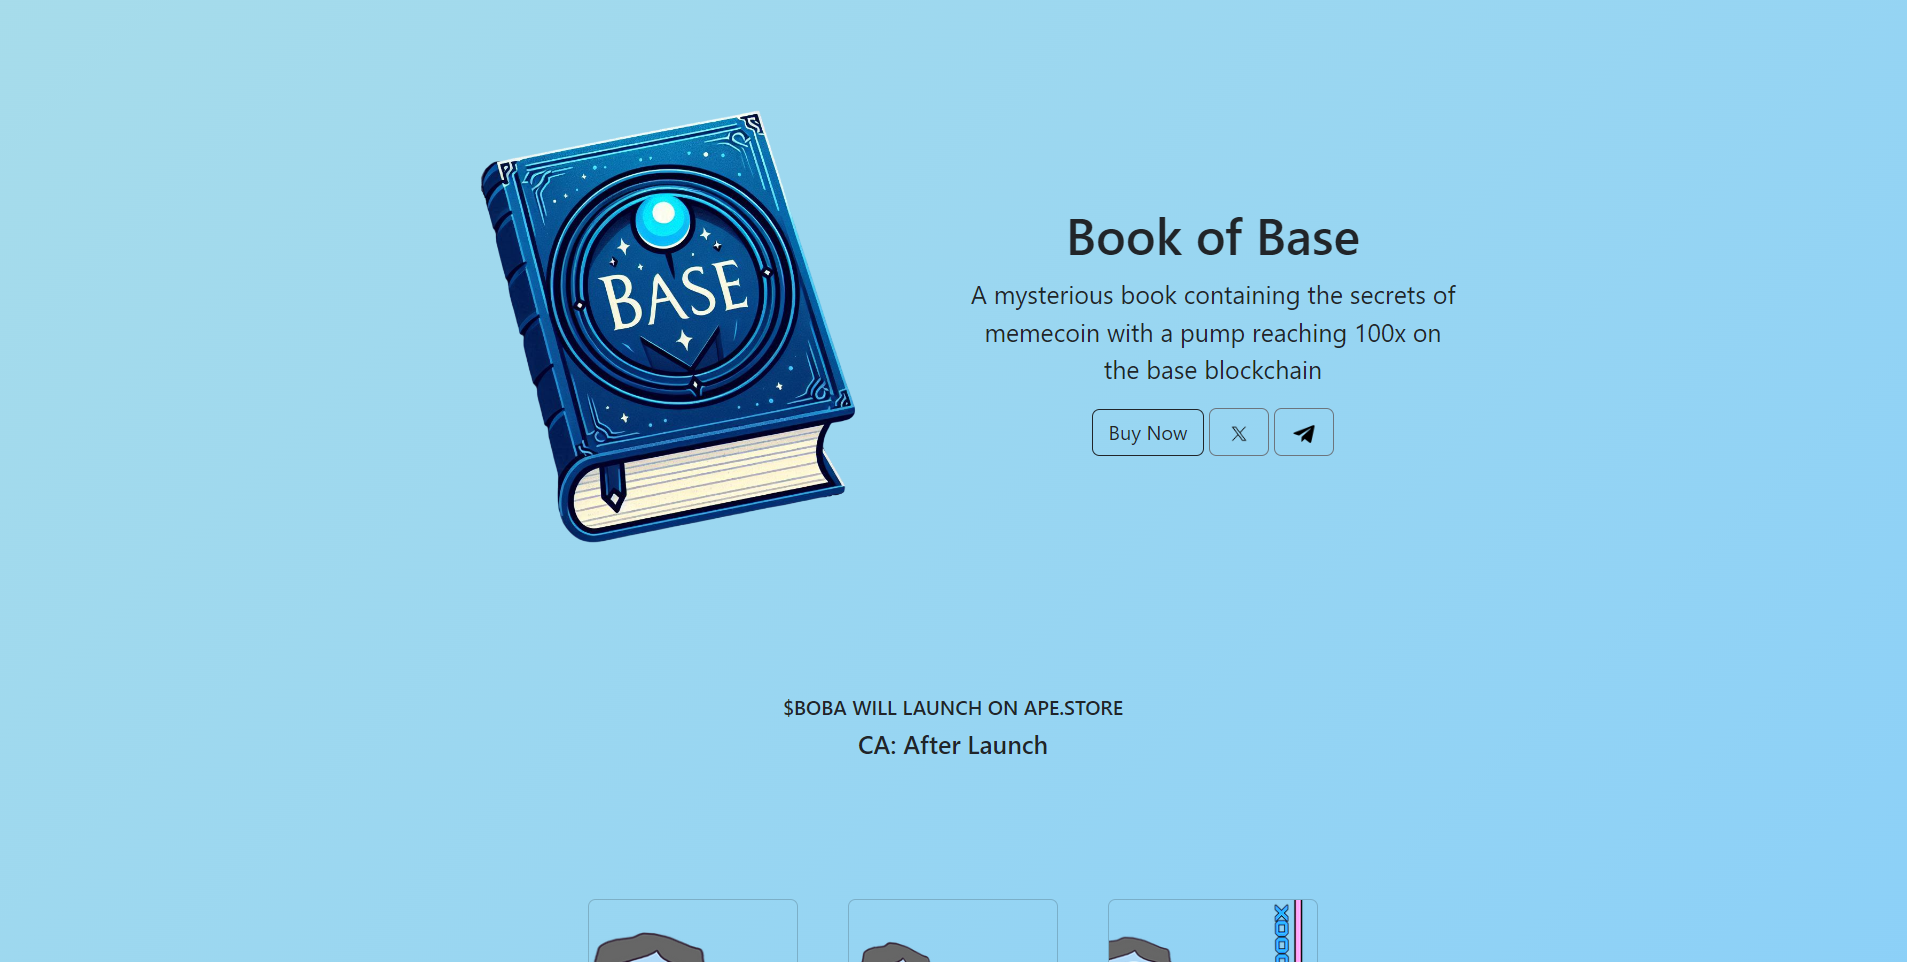 BASE
Book of Base
A mysterious book containing the secrets of
memecoin with a pump reaching 100x on
the base blockchain
Buy Now
𝕏
$BOBA WILL LAUNCH ON APE.STORE
CA: After Launch